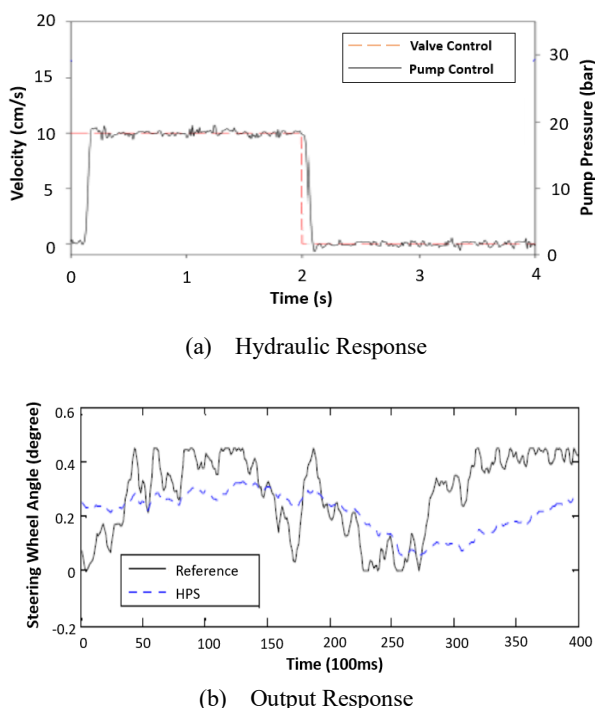 20
15
10
5
0
Velocity (cm/s)
Valve Control
Pump Control
30
20
10
0
Pump Pressure (bar)
0 1 2 3 4
Time (s)
(a) Hydraulic Response
0.6
0.4
0.2
0
-0.2
Steering Wheel Angle (degree)
Reference
HPS
0 50 100 150 200 250 300 350 400
Time (100ms)
(b) Output Response